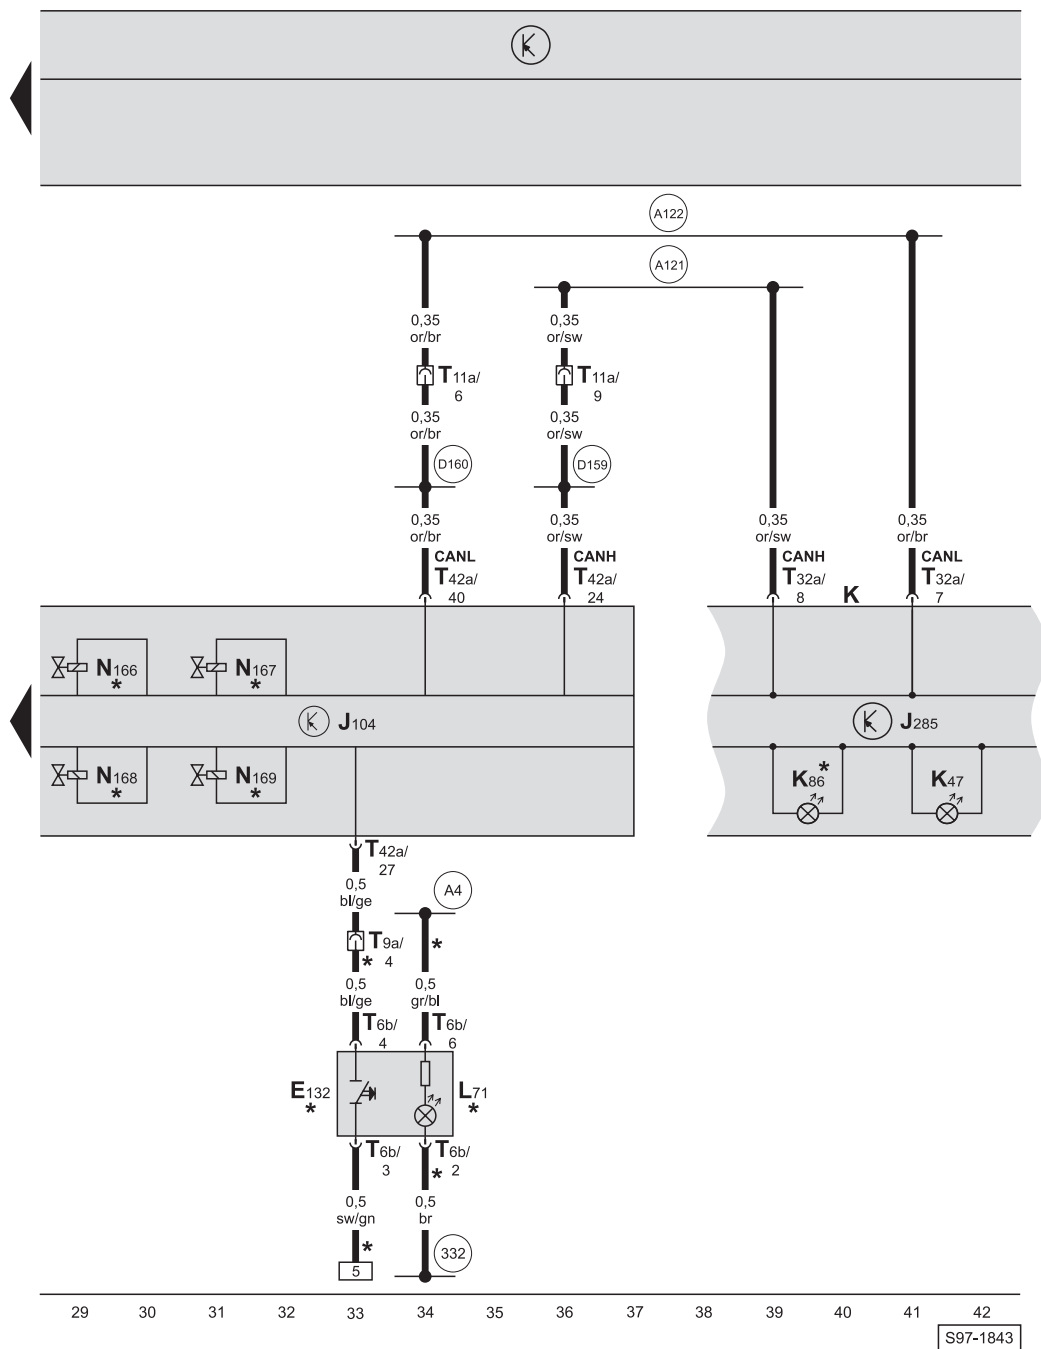 A122
A121
0,35 0,35
or/br or/sw
T11a/ T11a/
6 9
0,35 0,35
or/br or/sw
D160 D159
0,35 0,35 0,35 0,35
or/br or/sw or/sw or/br
CANL CANH CANH CANL
T42a/ T42a/ T32a/ T32a/
40 24 8 K 7
N166 N167
* *
J104 J285
N168 N169 K86 K47
* * *
T42a/
27
0,5
bl/ge
A4
T9a/
* 4 *
0,5 0,5
bl/ge gr/bl
T6b/ T6b/
4 6
E132 L71
* *
T6b/ T6b/
3 * 2
0,5 0,5
sw/gn br
*
332
5
29 30 31 32 33 34 35 36 37 38 39 40 41 42
S97-1843